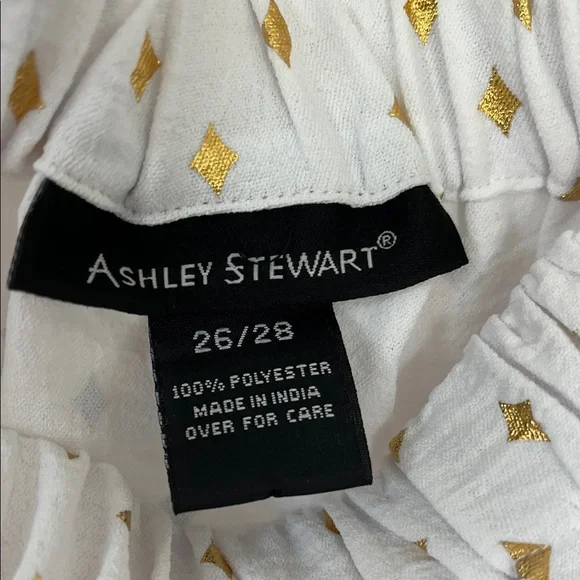 ASHLEY STEWART®
26/28
100% POLYESTER
MADE IN INDIA
OVER FOR CARE